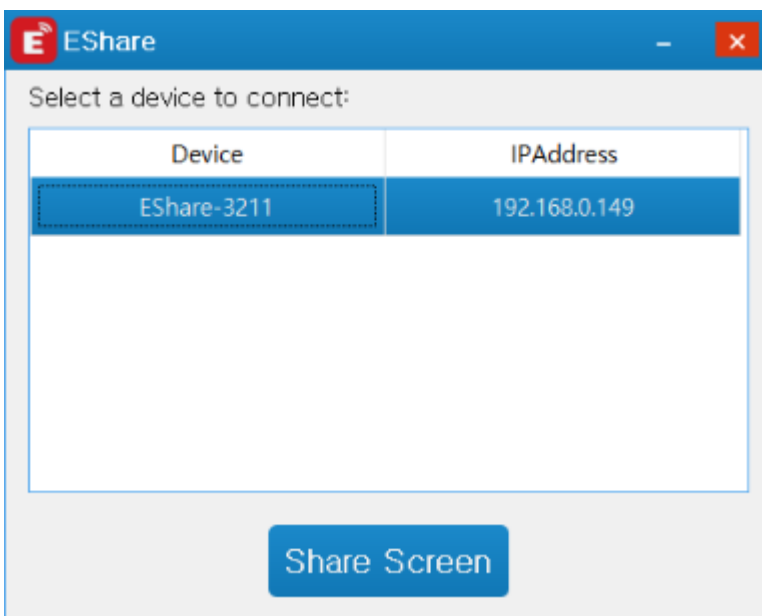 E EShare
Select a device to connect:
Device IPAddress
EShare-3211 192.168.0.149
Share Screen